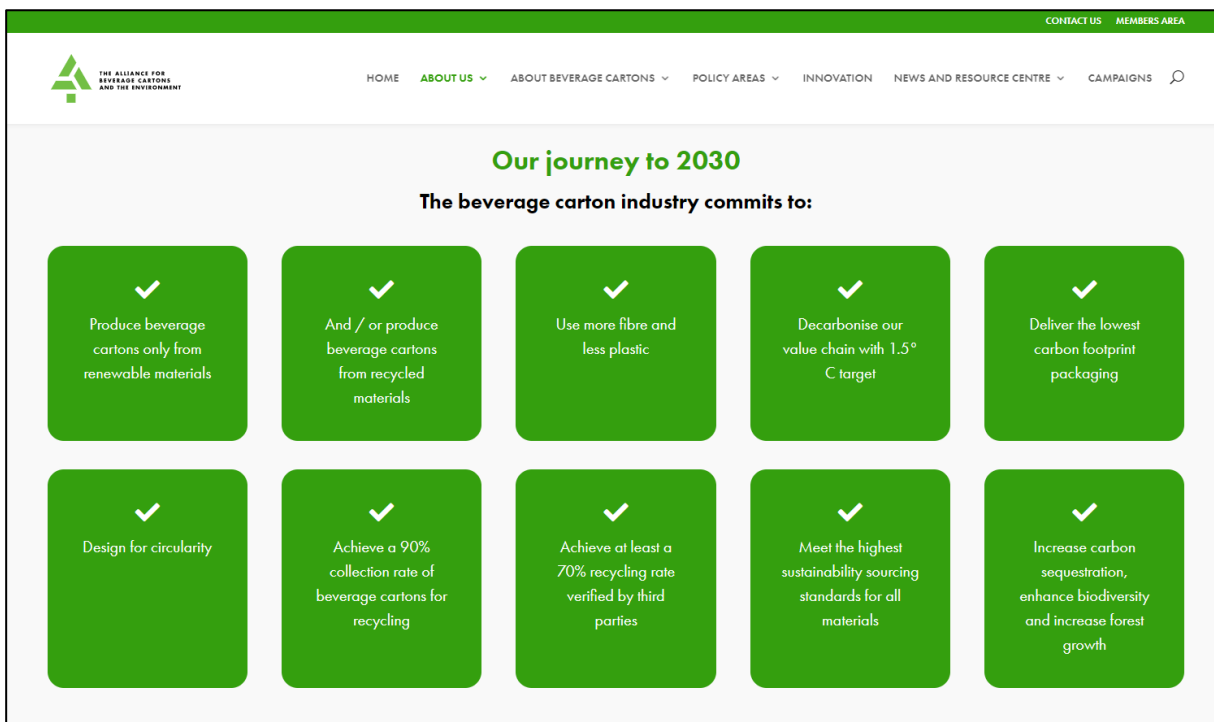 CONTACT US MEMBERS AREA
THE ALLIANCE FOR
BEVERAGE CARTONS
AND THE ENVIRONMENT
HOME ABOUT US ABOUT BEVERAGE CARTONS POLICY AREAS INNOVATION NEWS AND RESOURCE CENTRE CAMPAIGNS
Our journey to 2030
The beverage carton industry commits to:
Produce beverage
cartons only from
renewable materials
And / or produce
beverage cartons
from recycled
materials
Use more fibre and
less plastic
Decarbonise our
value chain with 1.5°
C target
Deliver the lowest
carbon footprint
packaging
Design for circularity
Achieve a 90%
collection rate of
beverage cartons for
recycling
Achieve at least a
70% recycling rate
verified by third
parties
Meet the highest
sustainability sourcing
standards for all
materials
Increase carbon
sequestration,
enhance biodiversity
and increase forest
growth